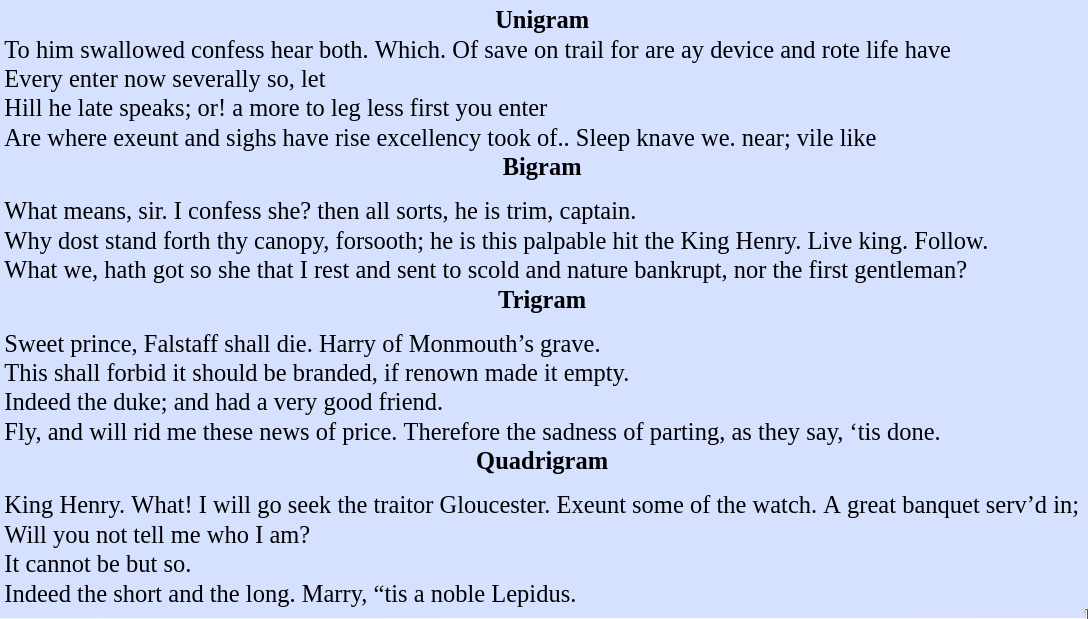 Unigram
To him swallowed confess hear both. Which. Of save on trail for are ay device and rote life have
Every enter now severally so, let
Hill he late speaks; or! a more to leg less first you enter
Are where exeunt and sighs have rise excellency took of.. Sleep knave we. near; vile like
Bigram
What means, sir. I confess she? then all sorts, he is trim, captain.
Why dost stand forth thy canopy, forsooth; he is this palpable hit the King Henry. Live king. Follow.
What we, hath got so she that I rest and sent to scold and nature bankrupt, nor the first gentleman?
Trigram
Sweet prince, Falstaff shall die. Harry of Monmouth’s grave.
This shall forbid it should be branded, if renown made it empty.
Indeed the duke; and had a very good friend.
Fly, and will rid me these news of price. Therefore the sadness of parting, as they say, ‘tis done.
Quadrigram
King Henry. What! I will go seek the traitor Gloucester. Exeunt some of the watch. A great banquet serv’d in;
Will you not tell me who I am?
It cannot be but so.
Indeed the short and the long. Marry, “tis a noble Lepidus.